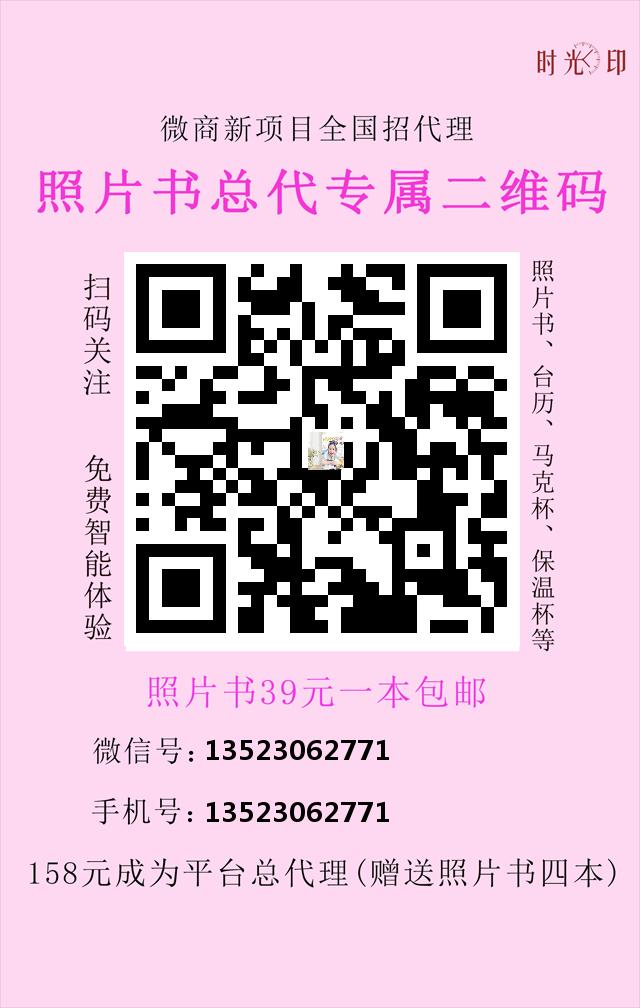 时光印
微商新项目全国招代理
照片书总代专属二维码
扫码关注 免费智能体验
照片书、台历、马克杯、保温杯等
照片书39元一本包邮
微信号:13523062771
手机号:13523062771
158元成为平台总代理(赠送照片书四本)